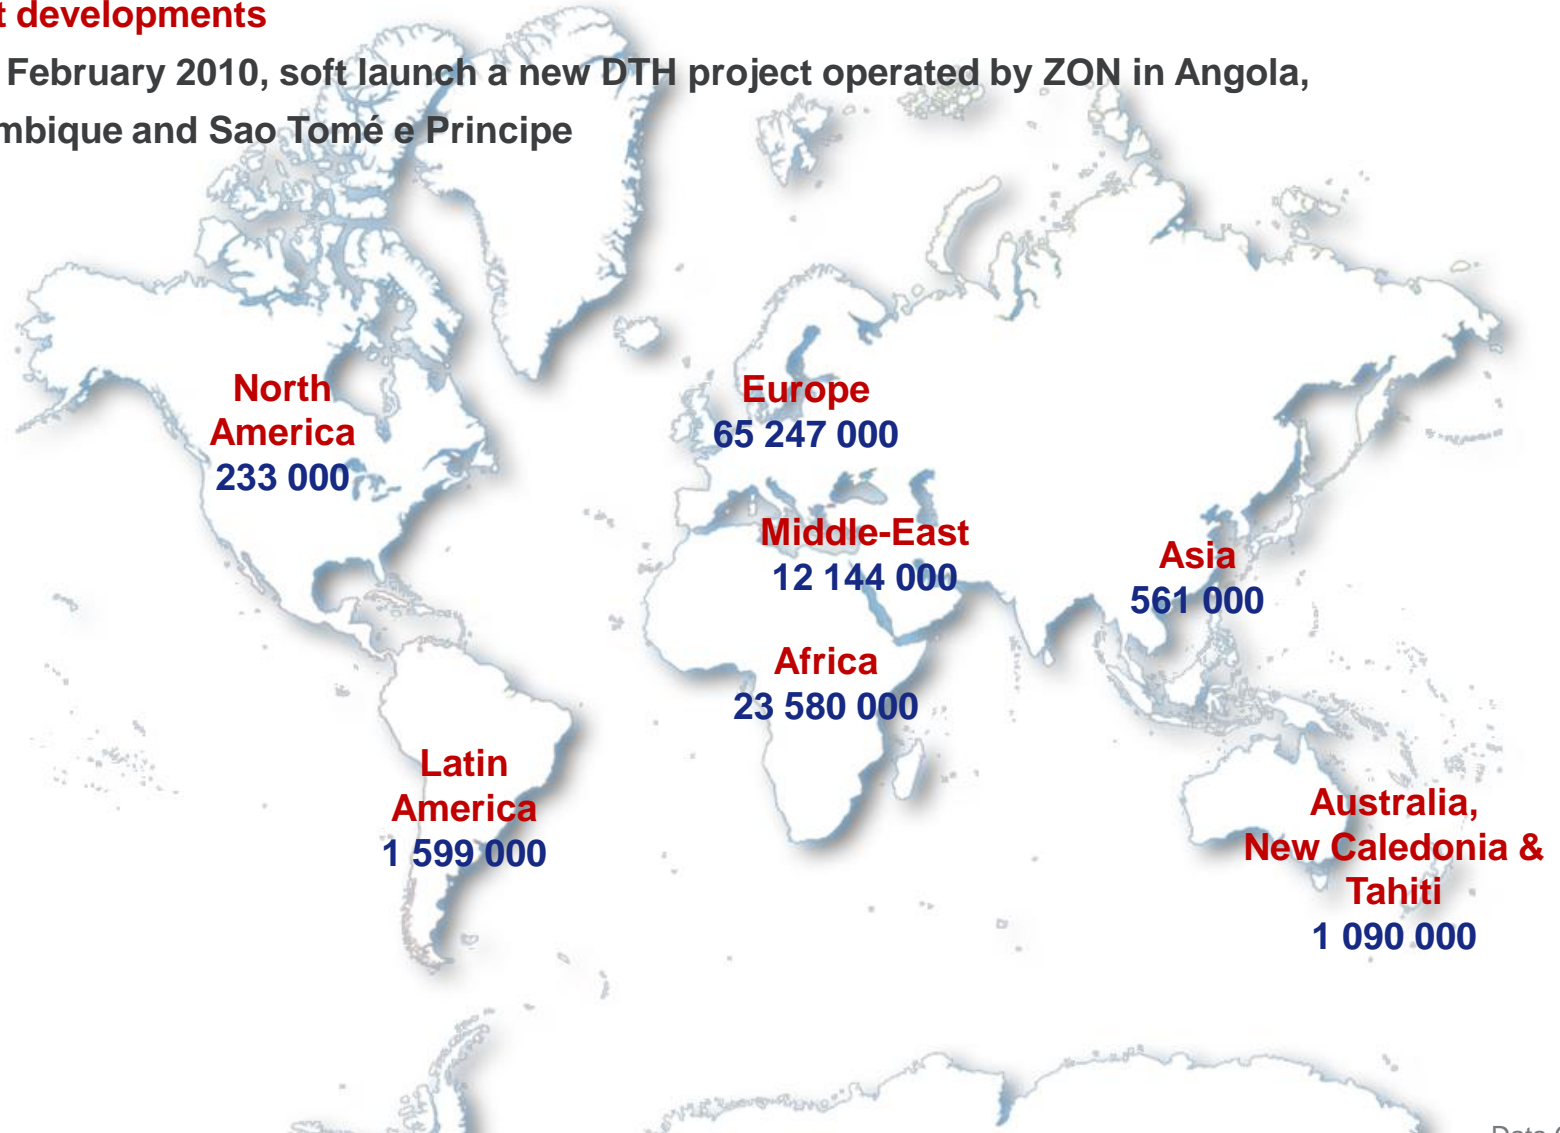 t developments
February 2010, soft launch a new DTH project operated by ZON in Angola,
mbique and Sao Tomé e Principe
North
America
233 000
Europe
65 247 000
Middle-East
12 144 000
Asia
561 000
Africa
23 580 000
Latin
America
1 599 000
Australia,
New Caledonia &
Tahiti
1 090 000